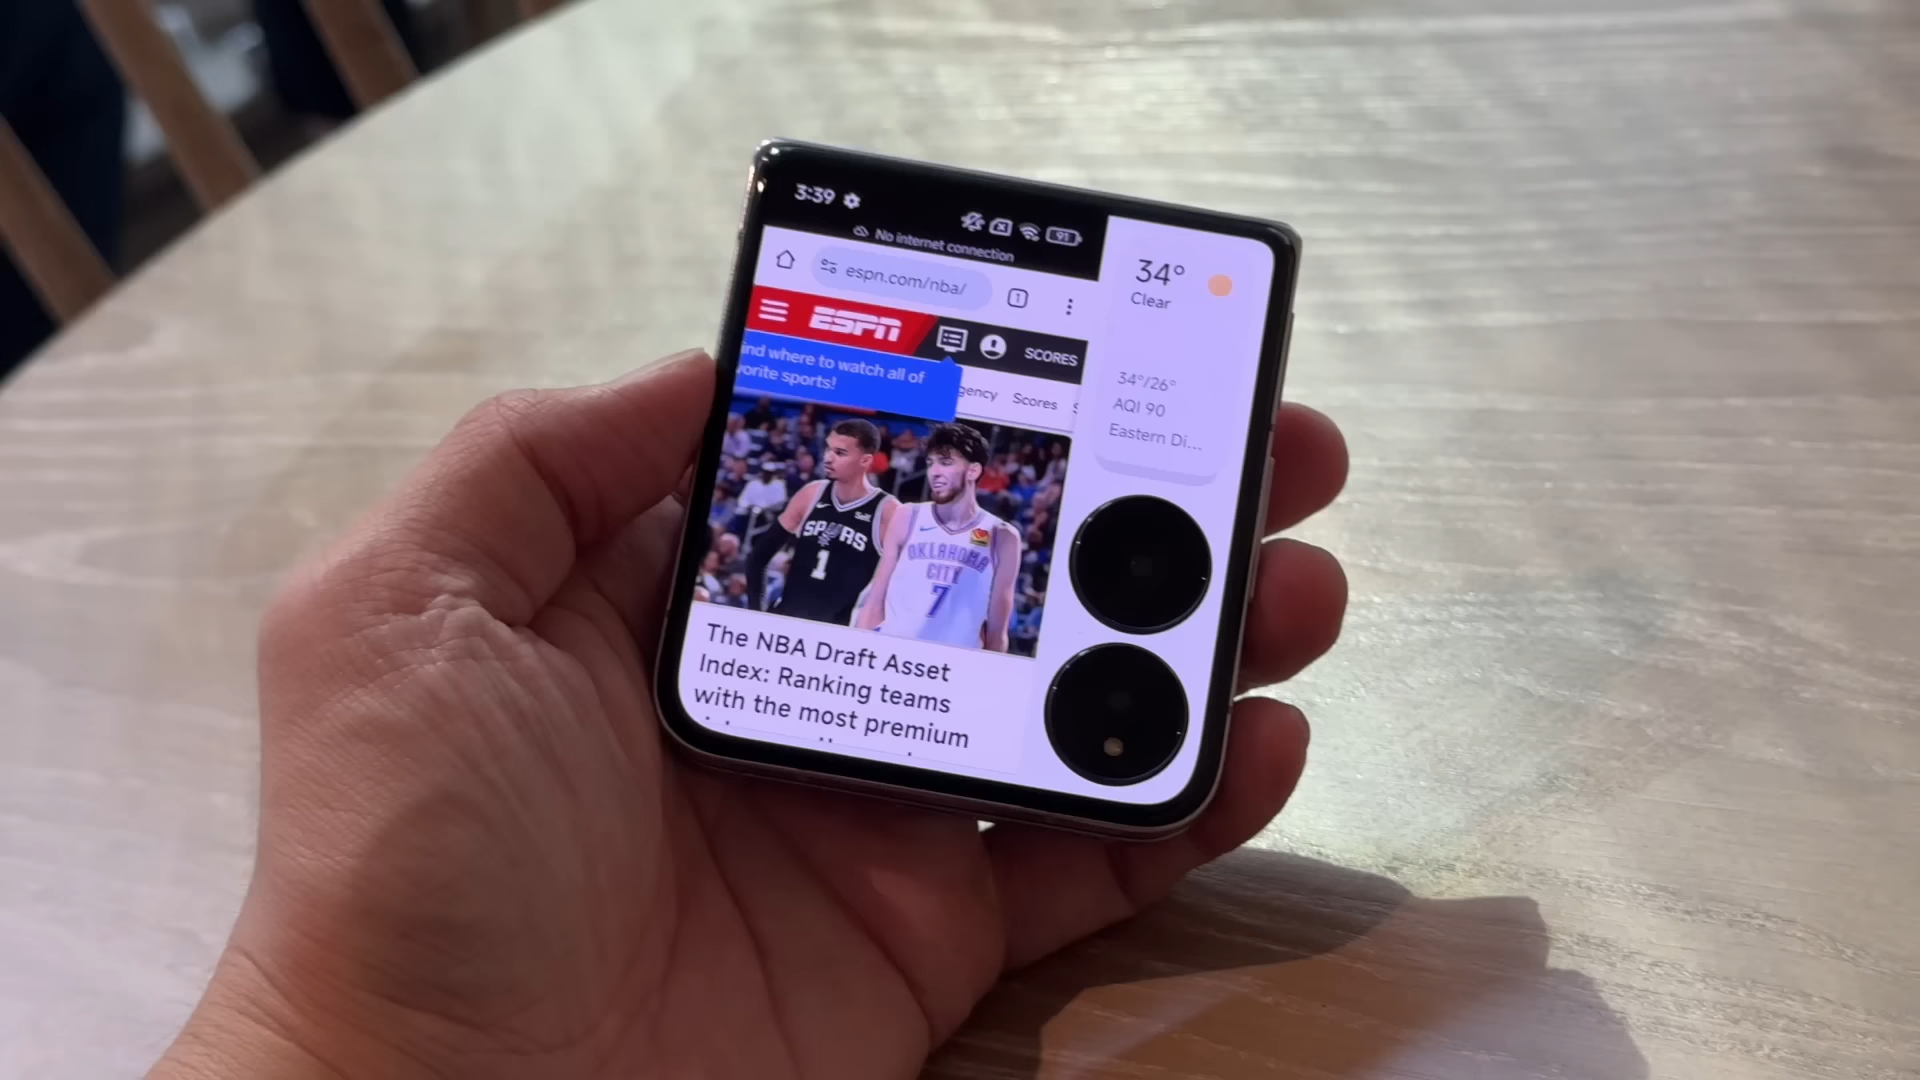 3:39
91
No internet connection
espn.com/nba/
1
ESPN
SCORES
ind where to watch all of
vorite sports!
gency Scores
SPURS
1
OKLAHOMA
CITY
7
The NBA Draft Asset
Index: Ranking teams
with the most premium
34°
Clear
34°/26°
AQI 90
Eastern Di...